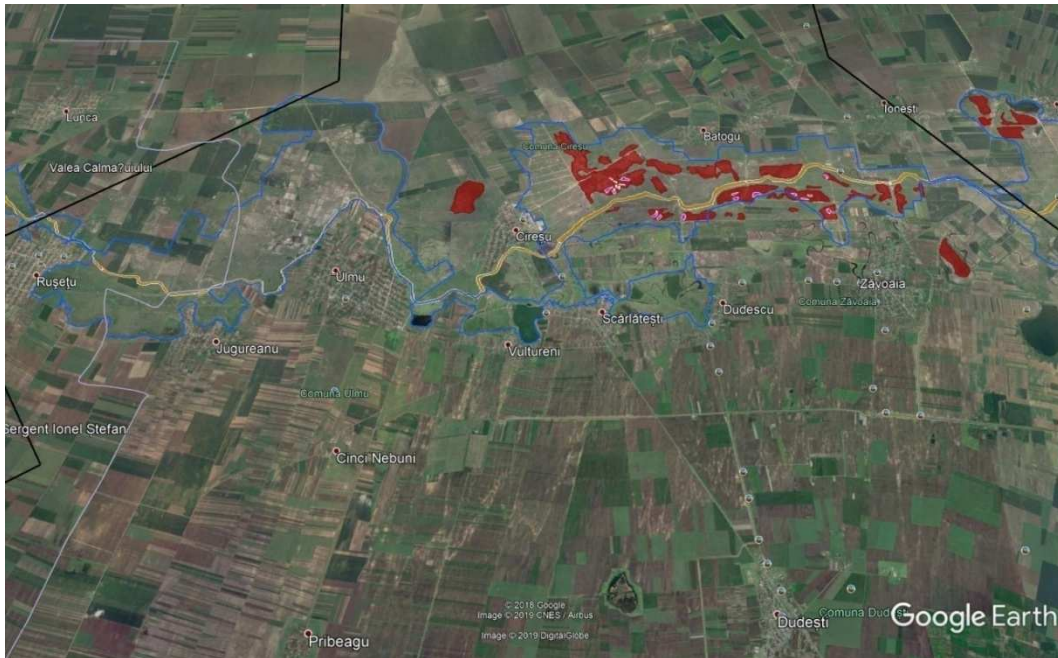 Lunca
Batogu
Ionești
Comuna Cireșu
Valea Calma?uiului
Cireșu
Rușețu
Ulmu
Zăvoaia
Comuna Zăvoaia
Dudescu
Scărlătești
Jugureanu
Vultureni
Comuna Ulmu
Sergent Ionel Ștefan
Cinci Nebuni
© 2018 Google
Image © 2019 CNES / Airbus
Image © 2019 DigitalGlobe
Comuna Dudești
Google Earth
Dudești
Pribeagu